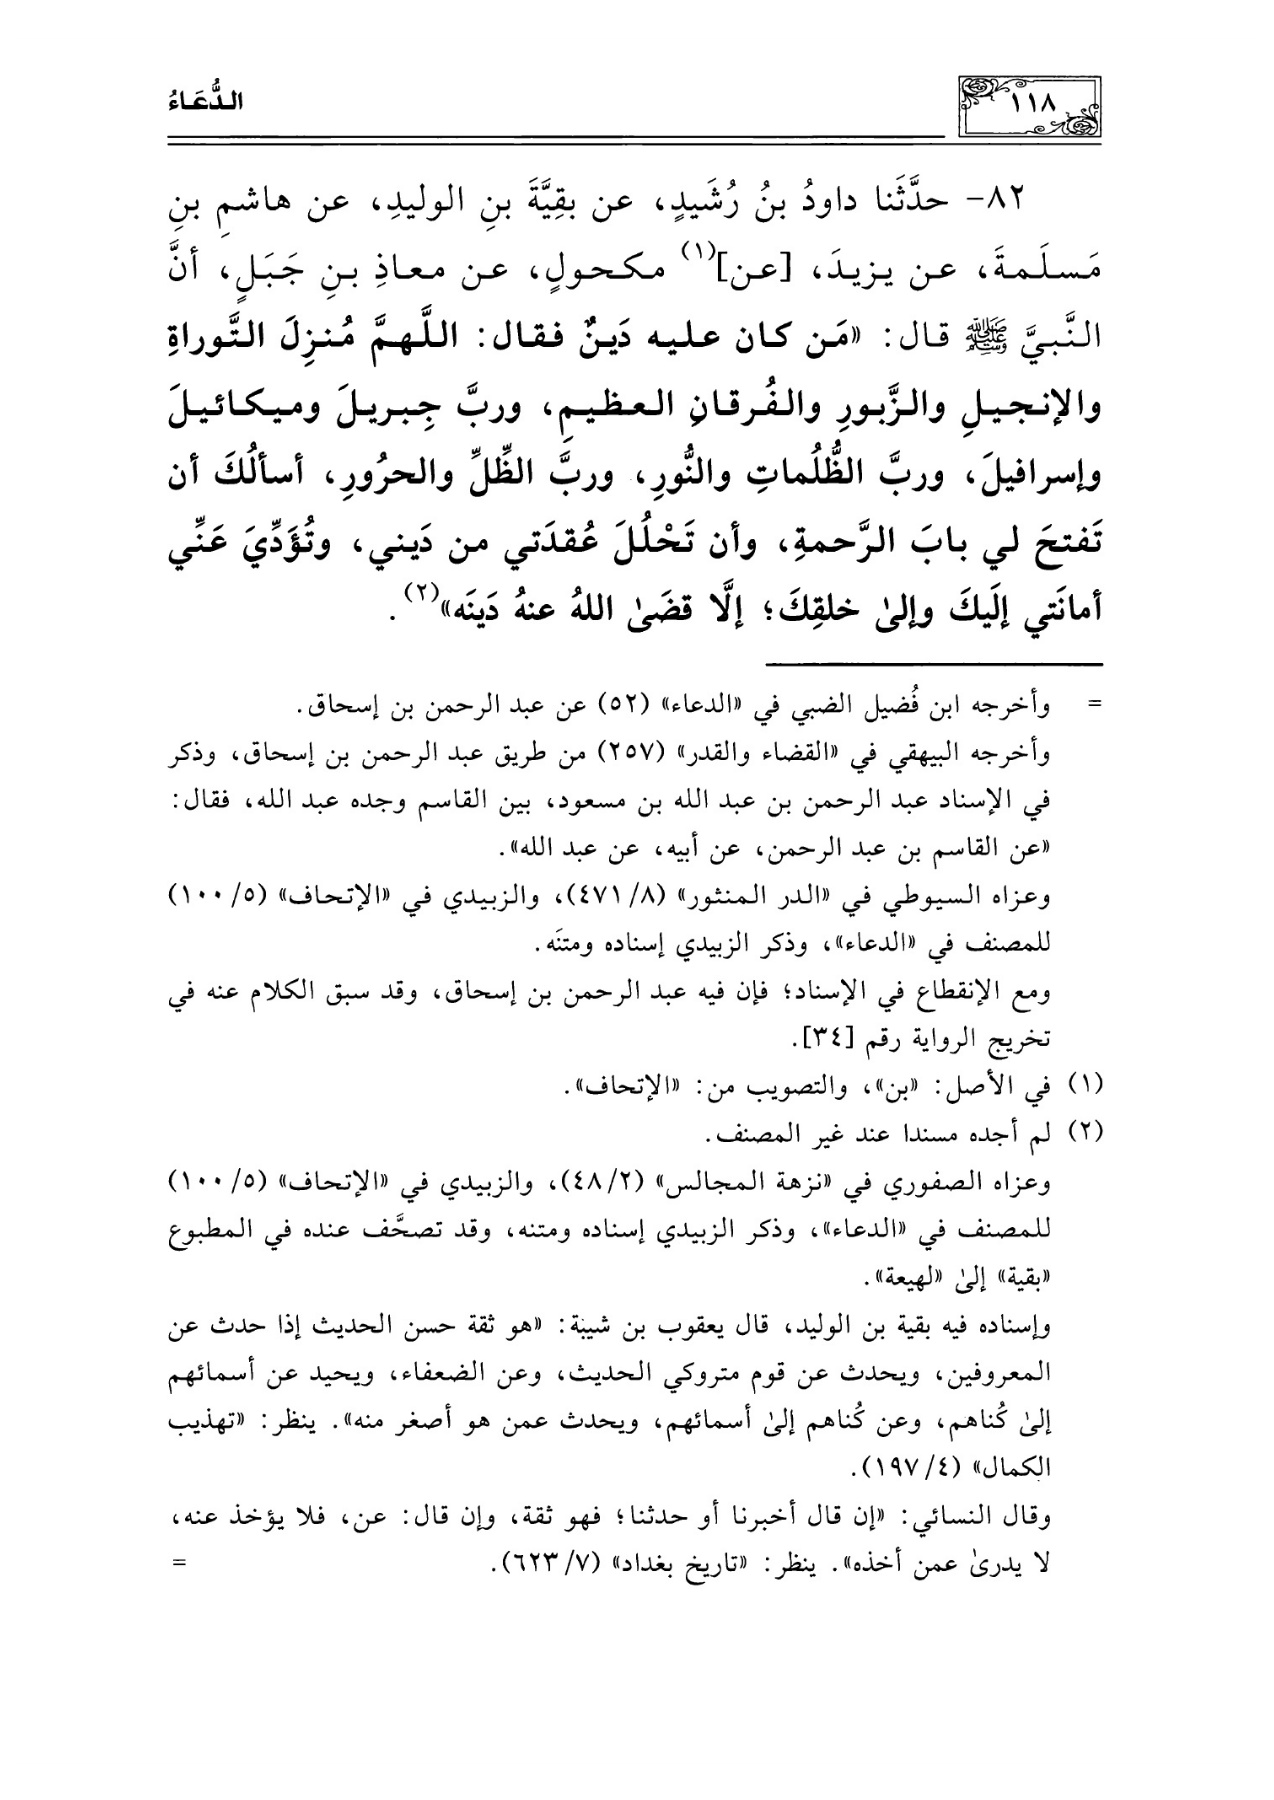 ١١٨
الدُّعَاءُ
٨٢- حدَّثَنا داودُ بنُ رُشَيدٍ، عن بقِيَّةَ بنِ الوليدِ، عن هاشمِ بنِ
مَسلَمةَ، عن يزيدَ، [عن](١) مكحولٍ، عن معاذِ بنِ جَبَلٍ، أنَّ
النَّبيَّ ﷺ قال: «مَن كان عليه دَينٌ فقال: اللَّهمَّ مُنزِلَ التَّوراةِ
والإنجيلِ والزَّبورِ والفُرقانِ العظيمِ، وربَّ جِبريلَ وميكائيلَ
وإسرافيلَ، وربَّ الظُّلُماتِ والنُّورِ، وربَّ الظِّلِّ والحرُورِ، أسألُكَ أن
تَفتحَ لي بابَ الرَّحمةِ، وأن تَحْلُلَ عُقدَتي من دَيني، وتُؤَدِّيَ عَنِّي
أمانَتي إلَيكَ وإلىٰ خلقِكَ؛ إلَّا قضَىٰ اللهُ عنهُ دَينَه»(٢).
= وأخرجه ابن فُضيل الضبي في «الدعاء» (٥٢) عن عبد الرحمن بن إسحاق.
وأخرجه البيهقي في «القضاء والقدر» (٢٥٧) من طريق عبد الرحمن بن إسحاق، وذكر
في الإسناد عبد الرحمن بن عبد الله بن مسعود، بين القاسم وجده عبد الله، فقال:
«عن القاسم بن عبد الرحمن، عن أبيه، عن عبد الله».
وعزاه السيوطي في «الدر المنثور» (٨/ ٤٧١)، والزبيدي في «الإتحاف» (٥/ ١٠٠)
للمصنف في «الدعاء»، وذكر الزبيدي إسناده ومتنَه.
ومع الإنقطاع في الإسناد؛ فإن فيه عبد الرحمن بن إسحاق، وقد سبق الكلام عنه في
تخريج الرواية رقم [٣٤].
(١) في الأصل: «بن»، والتصويب من: «الإتحاف».
(٢) لم أجده مسندا عند غير المصنف.
وعزاه الصفوري في «نزهة المجالس» (٢/ ٤٨)، والزبيدي في «الإتحاف» (٥/ ١٠٠)
للمصنف في «الدعاء»، وذكر الزبيدي إسناده ومتنه، وقد تصحَّف عنده في المطبوع
«بقية» إلىٰ «لهيعة».
وإسناده فيه بقية بن الوليد، قال يعقوب بن شيبة: «هو ثقة حسن الحديث إذا حدث عن
المعروفين، ويحدث عن قوم متروكي الحديث، وعن الضعفاء، ويحيد عن أسمائهم
إلىٰ كُناهم، وعن كُناهم إلىٰ أسمائهم، ويحدث عمن هو أصغر منه». ينظر: «تهذيب
الكمال» (٤/ ١٩٧).
وقال النسائي: «إن قال أخبرنا أو حدثنا؛ فهو ثقة، وإن قال: عن، فلا يؤخذ عنه،
لا يدرىٰ عمن أخذه». ينظر: «تاريخ بغداد» (٧/ ٦٢٣). =